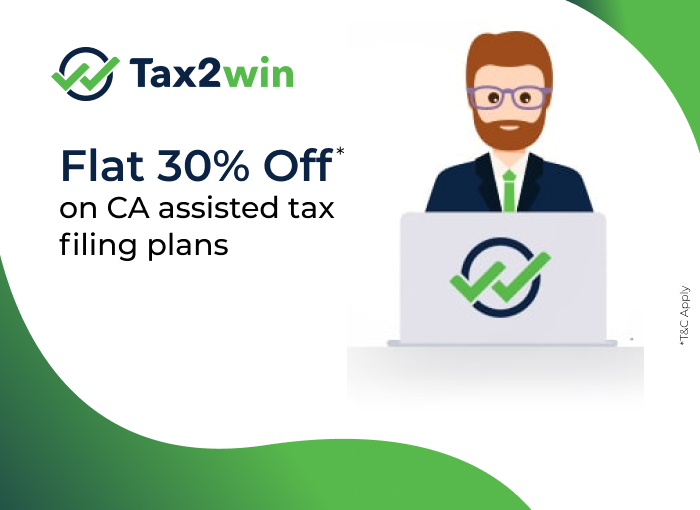 Tax2win
Flat 30% Off*
on CA assisted tax
filing plans
*T&C Apply